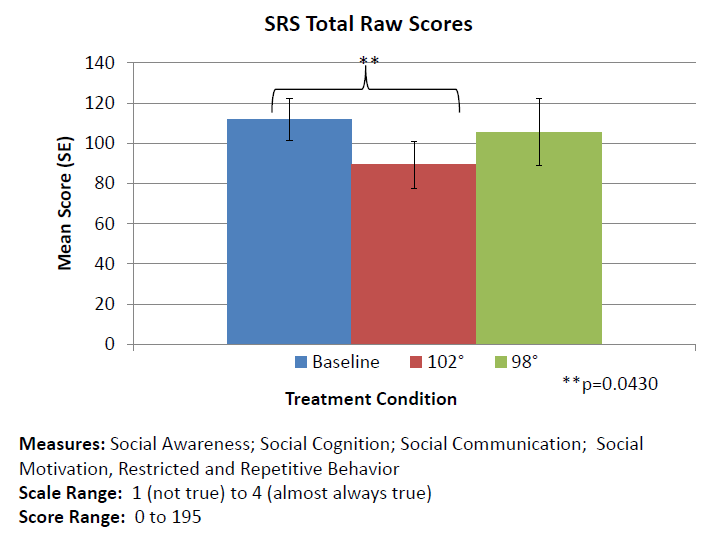 SRS Total Raw Scores
140
**
120
100
80
60
40
20
0
Mean Score (SE)
Baseline 102° 98°
**p=0.0430
Treatment Condition
Measures: Social Awareness; Social Cognition; Social Communication; Social
Motivation, Restricted and Repetitive Behavior
Scale Range: 1 (not true) to 4 (almost always true)
Score Range: 0 to 195